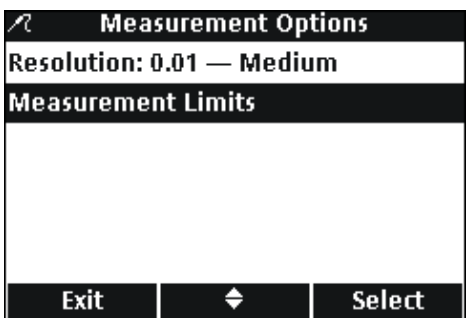 Measurement Options
Resolution: 0.01 — Medium
Measurement Limits
Exit Select